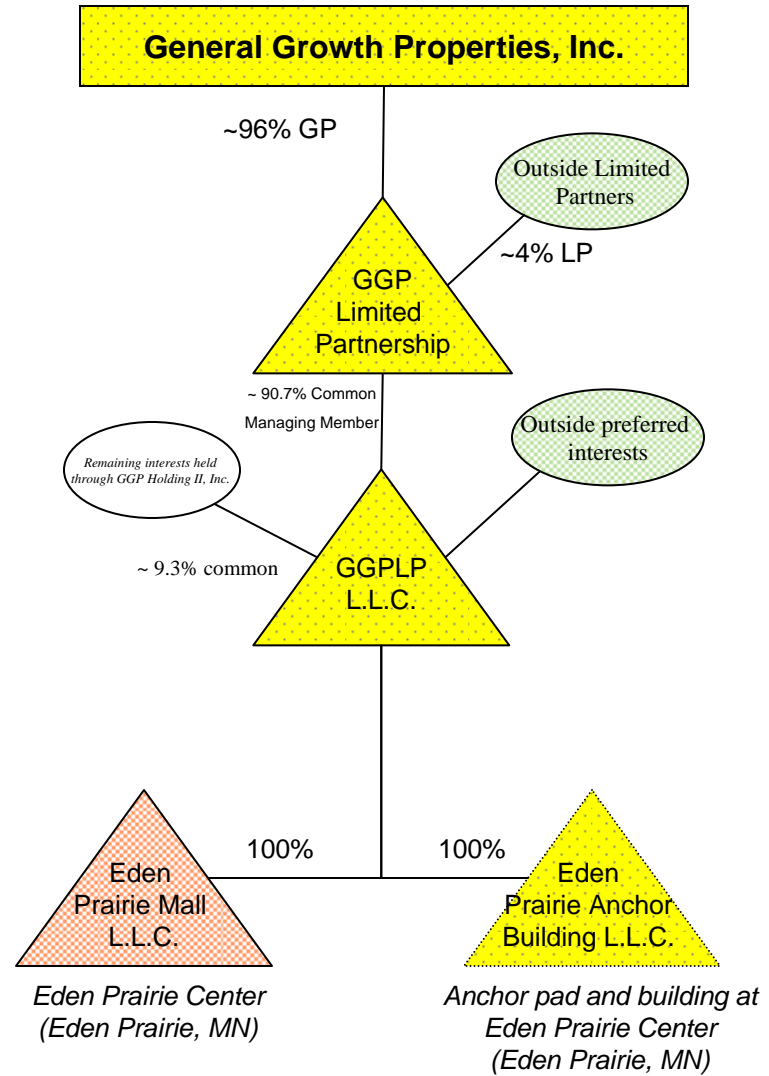 General Growth Properties, Inc.
~96% GP
Outside Limited
Partners
~4% LP
GGP
Limited
Partnership
~ 90.7% Common
Managing Member
Outside preferred
interests
Remaining interests held
through GGP Holding II, Inc.
~ 9.3% common
GGPLP
L.L.C.
100%
100%
Eden
Prairie Mall
L.L.C.
Eden
Prairie Anchor
Building L.L.C.
Eden Prairie Center
(Eden Prairie, MN)
Anchor pad and building at
Eden Prairie Center
(Eden Prairie, MN)